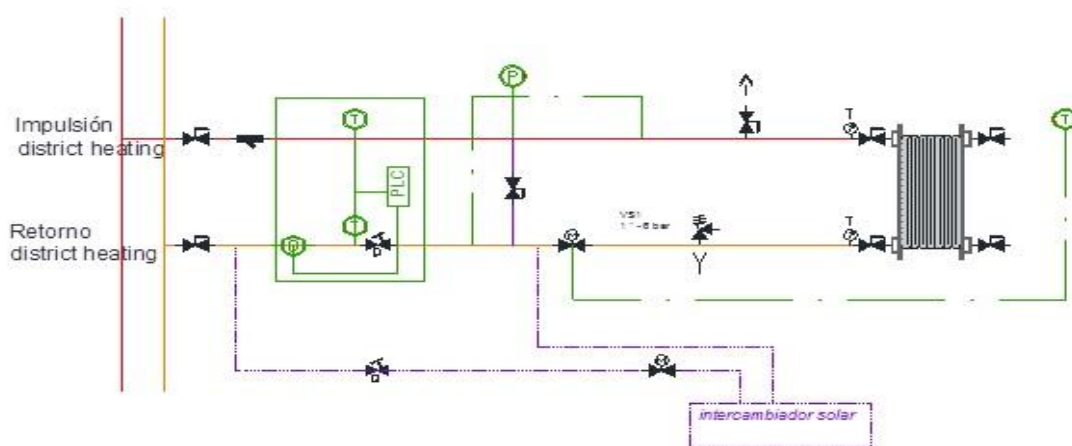 P
T
T
Impulsión
district heating
T
PLC
T
Retorno
district heating
T
VS1
M
T
M
intercambiador solar